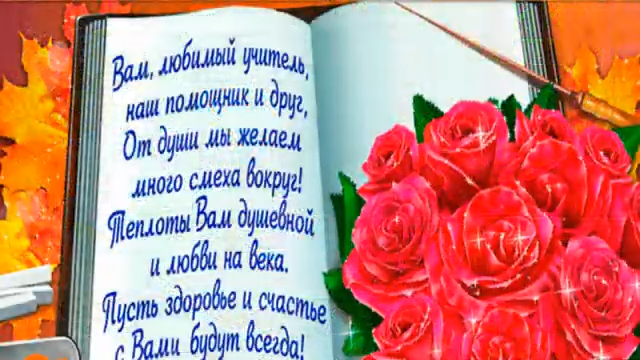 Вам, любимый учитель,
наш помощник и друг,
От души мы желаем
много смеха вокруг!
Теплоты Вам душевной
и любви на века.
Пусть здоровье и счастье
с Вами будут всегда!